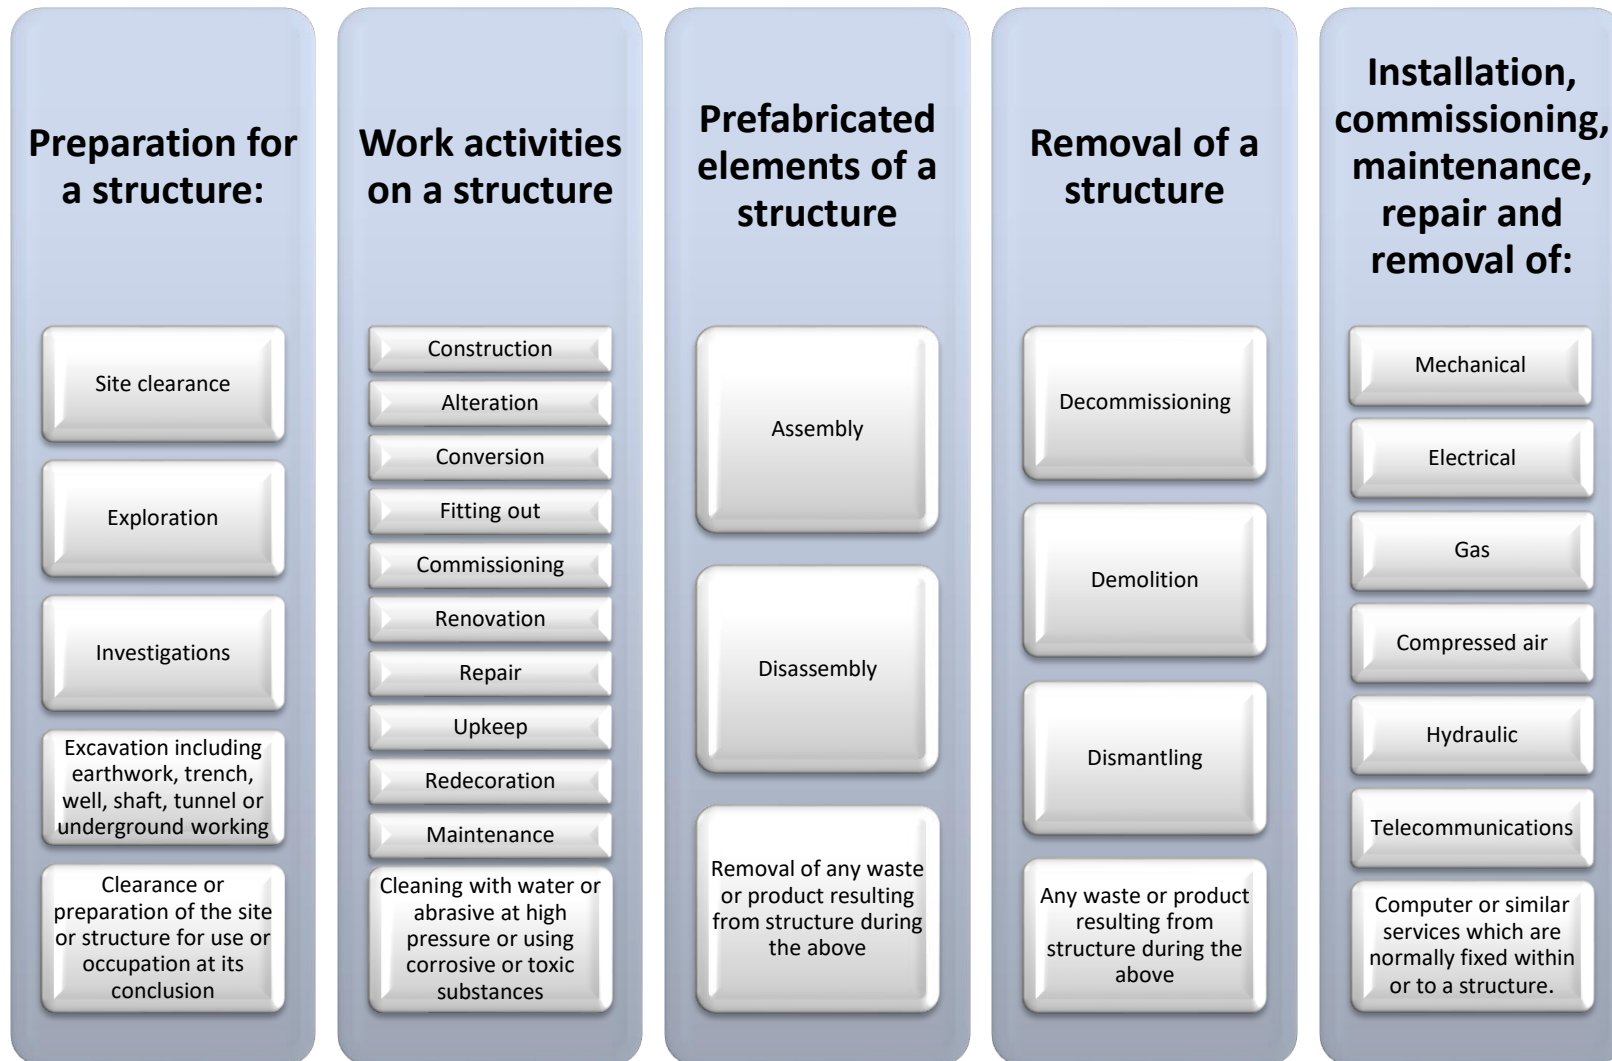 Preparation for
a structure:
Site clearance
Exploration
Investigations
Excavation including
earthwork, trench,
well, shaft, tunnel or
underground working
Clearance or
preparation of the site
or structure for use or
occupation at its
conclusion
Work activities
on a structure
Construction
Alteration
Conversion
Fitting out
Commissioning
Renovation
Repair
Upkeep
Redecoration
Maintenance
Cleaning with water or
abrasive at high
pressure or using
corrosive or toxic
substances
Prefabricated
elements of a
structure
Assembly
Disassembly
Removal of any waste
or product resulting
from structure during
the above
Removal of a
structure
Decommissioning
Demolition
Dismantling
Any waste or product
resulting from
structure during the
above
Installation,
commissioning,
maintenance,
repair and
removal of:
Mechanical
Electrical
Gas
Compressed air
Hydraulic
Telecommunications
Computer or similar
services which are
normally fixed within
or to a structure.